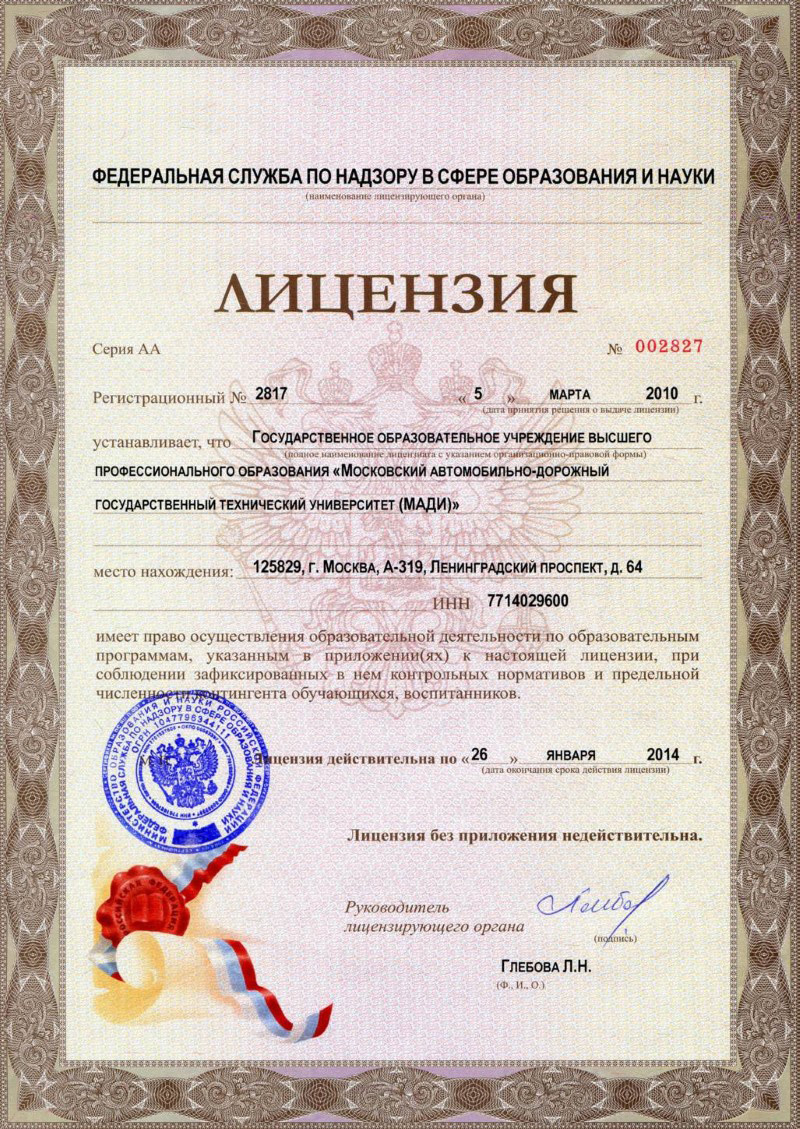 ФЕДЕРАЛЬНАЯ СЛУЖБА ПО НАДЗОРУ В СФЕРЕ ОБРАЗОВАНИЯ И НАУКИ
(наименование лицензирующего органа)
ЛИЦЕНЗИЯ
Серия АА № 002827
Регистрационный № 2817 « 5 » МАРТА 2010 г.
(дата принятия решения о выдаче лицензии)
устанавливает, что ГОСУДАРСТВЕННОЕ ОБРАЗОВАТЕЛЬНОЕ УЧРЕЖДЕНИЕ ВЫСШЕГО
(полное наименование лицензиата с указанием организационно-правовой формы)
ПРОФЕССИОНАЛЬНОГО ОБРАЗОВАНИЯ «МОСКОВСКИЙ АВТОМОБИЛЬНО-ДОРОЖНЫЙ
ГОСУДАРСТВЕННЫЙ ТЕХНИЧЕСКИЙ УНИВЕРСИТЕТ (МАДИ)»
место нахождения: 125829, Г. МОСКВА, А-319, ЛЕНИНГРАДСКИЙ ПРОСПЕКТ, Д. 64
ИНН 7714029600
имеет право осуществления образовательной деятельности по образовательным
программам, указанным в приложении(ях) к настоящей лицензии, при
соблюдении зафиксированных в нем контрольных нормативов и предельной
численности контингента обучающихся, воспитанников.
МИНИСТЕРСТВО ОБРАЗОВАНИЯ И НАУКИ РОССИЙСКОЙ ФЕДЕРАЦИИ
ФЕДЕРАЛЬНАЯ СЛУЖБА ПО НАДЗОРУ В СФЕРЕ ОБРАЗОВАНИЯ И НАУКИ
ОГРН 1047796344111
Лицензия действительна по « 26 » ЯНВАРЯ 2014 г.
(дата окончания срока действия лицензии)
Лицензия без приложения недействительна.
РОССИЙСКАЯ ФЕДЕРАЦИЯ
Руководитель
лицензирующего органа
(подпись)
ГЛЕБОВА Л.Н.
(Ф., И., О.)